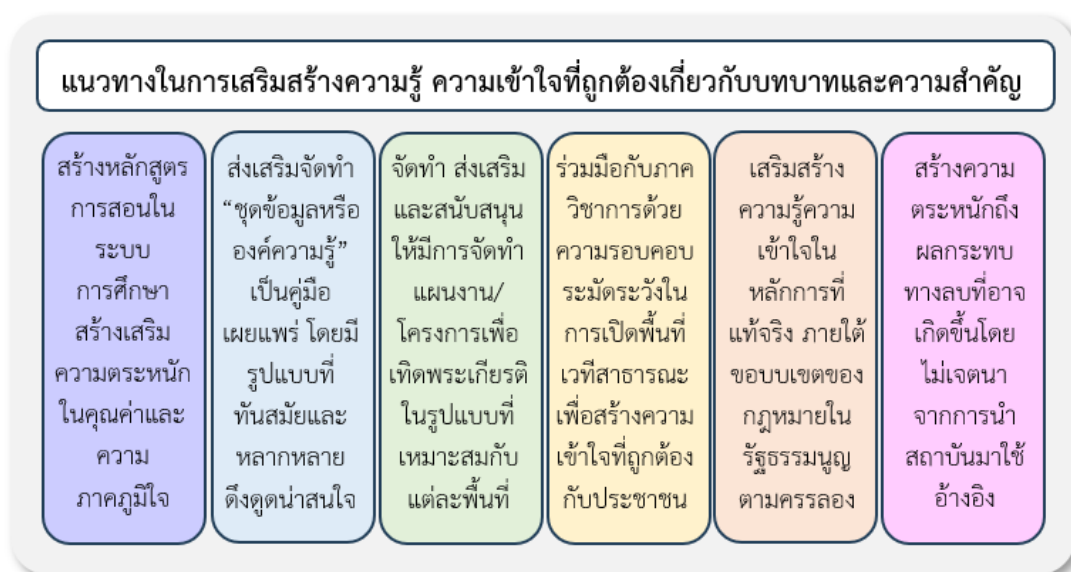 แนวทางในการเสริมสร้างความรู้ ความเข้าใจที่ถูกต้องเกี่ยวกับบทบาทและความสำคัญ
สร้างหลักสูตร
การสอนใน
ระบบ
การศึกษา
สร้างเสริม
ความตระหนัก
ในคุณค่าและ
ความ
ภาคภูมิใจ
ส่งเสริมจัดทำ
“ชุดข้อมูลหรือ
องค์ความรู้”
เป็นคู่มือ
เผยแพร่ โดยมี
รูปแบบที่
ทันสมัยและ
หลากหลาย
ดึงดูดน่าสนใจ
จัดทำ ส่งเสริม
และสนับสนุน
ให้มีการจัดทำ
แผนงาน/
โครงการเพื่อ
เทิดพระเกียรติ
ในรูปแบบที่
เหมาะสมกับ
แต่ละพื้นที่
ร่วมมือกับภาค
วิชาการด้วย
ความรอบคอบ
ระมัดระวังใน
การเปิดพื้นที่
เวทีสาธารณะ
เพื่อสร้างความ
เข้าใจที่ถูกต้อง
กับประชาชน
เสริมสร้าง
ความรู้ความ
เข้าใจใน
หลักการที่
แท้จริง ภายใต้
ขอบบเขตของ
กฎหมายใน
รัฐธรรมนูญ
ตามครรลอง
สร้างความ
ตระหนักถึง
ผลกระทบ
ทางลบที่อาจ
เกิดขึ้นโดย
ไม่เจตนา
จากการนำ
สถาบันมาใช้
อ้างอิง